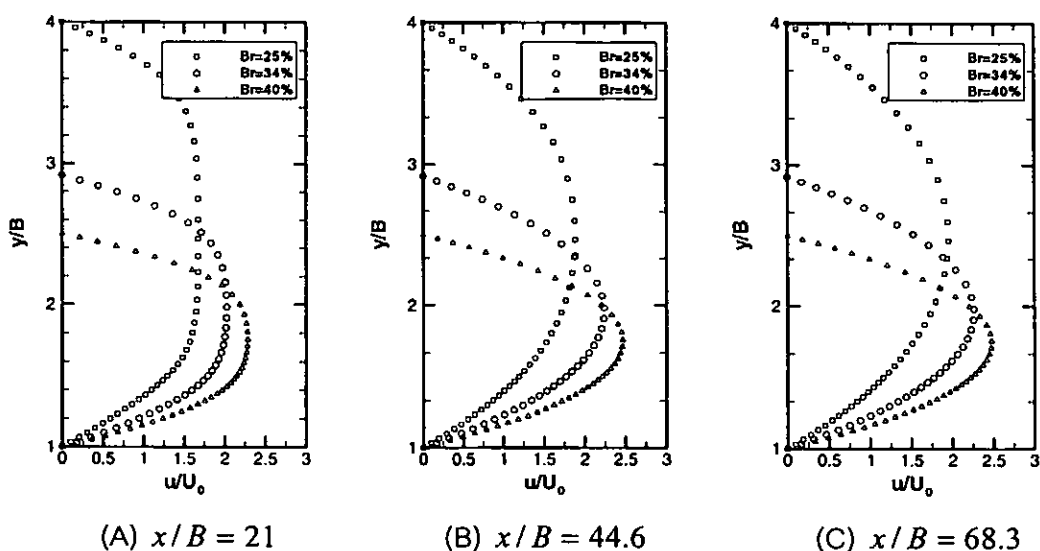 4
3
2
1
y/B
0 0.5 1 1.5 2 2.5 3
u/U₀
Br=25%
Br=34%
Br=40%
(A) x/B = 21
4
3
2
1
y/B
0 0.5 1 1.5 2 2.5 3
u/U₀
Br=25%
Br=34%
Br=40%
(B) x/B = 44.6
4
3
2
1
y/B
0 0.5 1 1.5 2 2.5 3
u/U₀
Br=25%
Br=34%
Br=40%
(C) x/B = 68.3